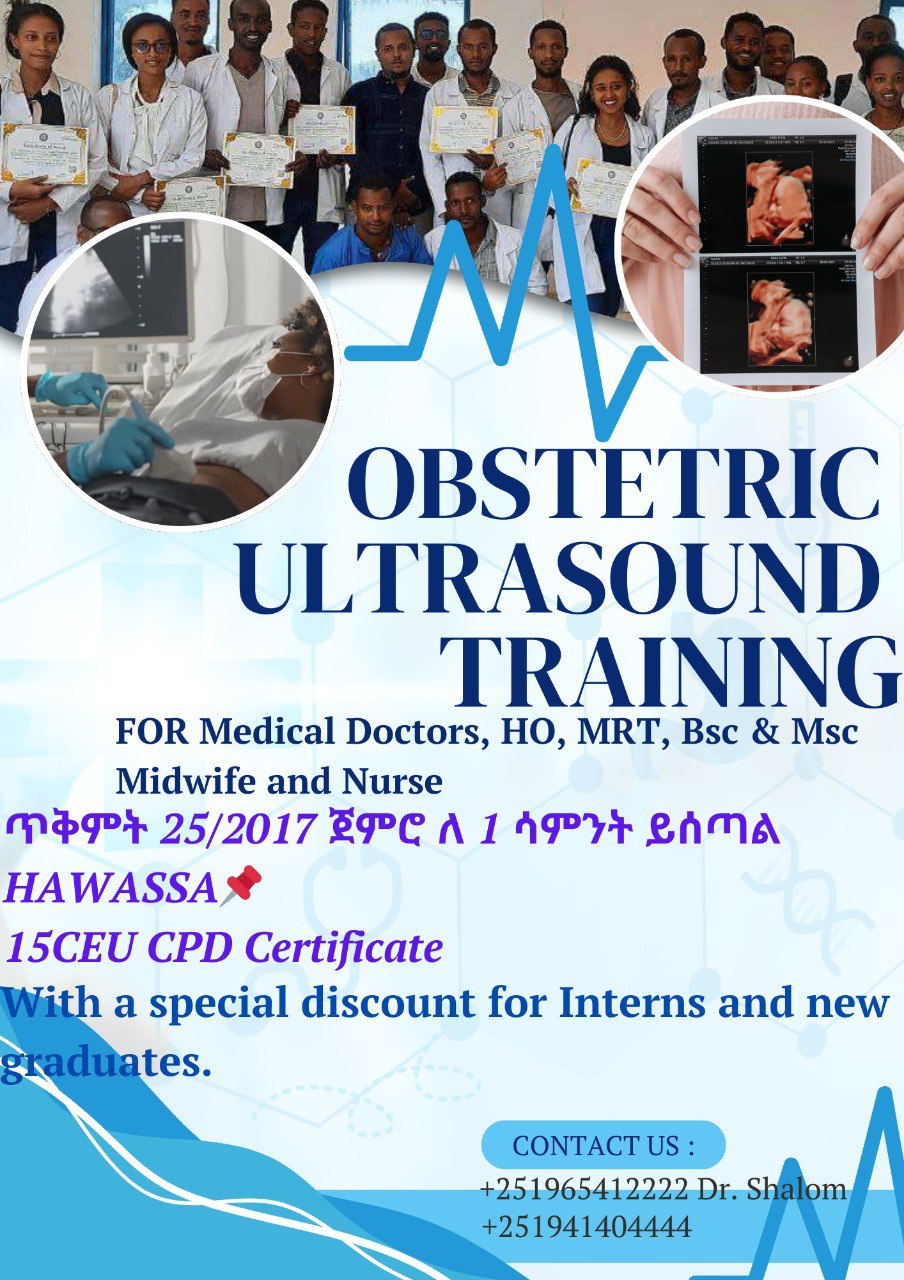 OBSTETRIC
ULTRASOUND
TRAINING
FOR Medical Doctors, HO, MRT, Bsc & Msc
Midwife and Nurse
ጥቅምት 25/2017 ጀምሮ ለ 1 ሳምንት ይሰጣል
HAWASSA📌
15CEU CPD Certificate
With a special discount for Interns and new
graduates.
CONTACT US :
+251965412222 Dr. Shalom
+251941404444